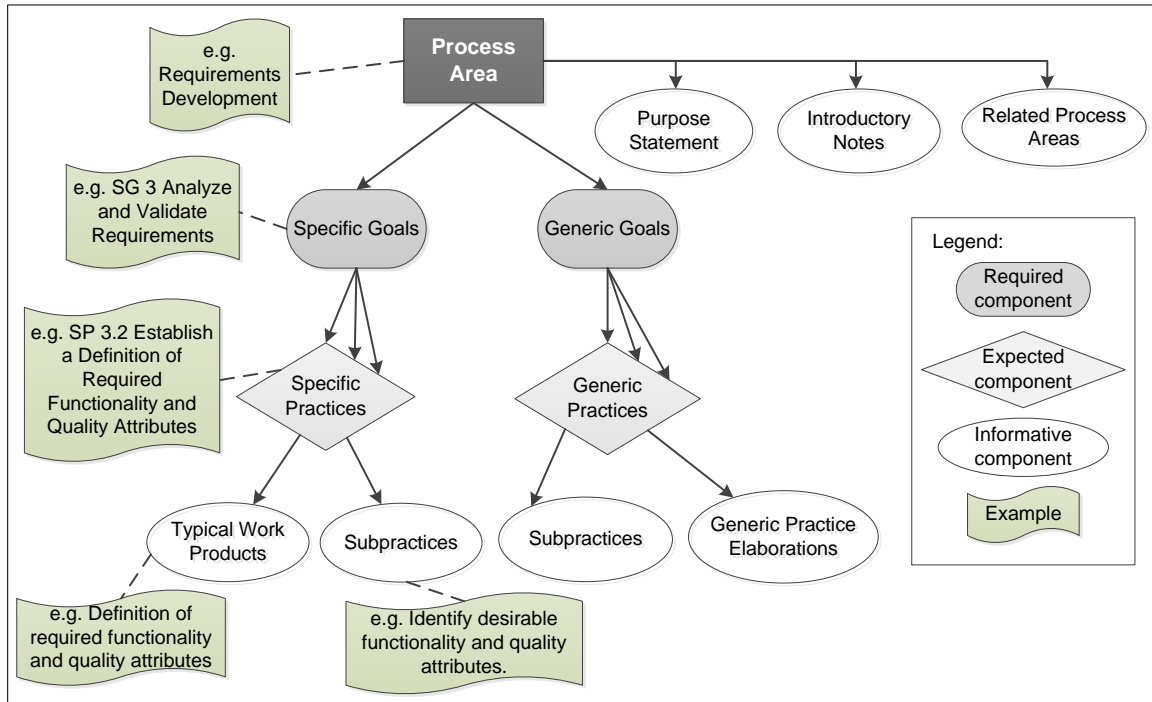 e.g.
Requirements
Development
Process
Area
Purpose
Statement
Introductory
Notes
Related Process
Areas
e.g. SG 3 Analyze
and Validate
Requirements
Specific Goals
Generic Goals
e.g. SP 3.2 Establish
a Definition of
Required
Functionality and
Quality Attributes
Specific
Practices
Generic
Practices
Typical Work
Products
Subpractices
Subpractices
Generic Practice
Elaborations
e.g. Definition of
required functionality
and quality attributes
e.g. Identify desirable
functionality and quality
attributes.
Legend:
Required
component
Expected
component
Informative
component
Example